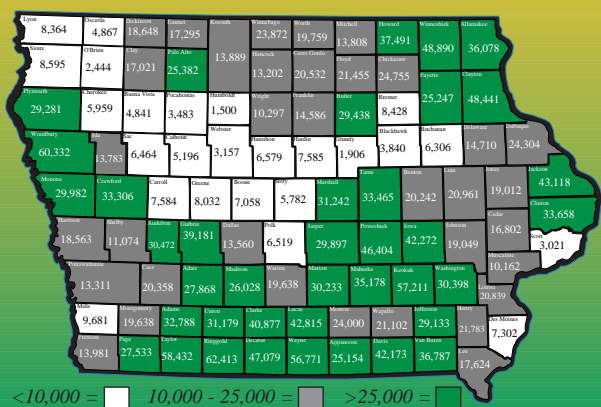 Lyon Osceola Dickinson Emmet Kossuth Winnebago Worth Mitchell Howard Winneshiek Allamakee
8,364 4,867 18,648 17,295 13,889 23,872 19,759 13,808 37,491 48,890 36,078
Sioux O'Brien Clay Palo Alto Hancock Cerro Gordo Floyd Chickasaw
8,595 2,444 17,021 25,382 13,202 20,532 21,455 24,755
Plymouth Cherokee Buena Vista Pocahontas Humboldt Wright Franklin Butler Bremer Fayette Clayton
29,281 5,959 4,841 3,483 1,500 10,297 14,586 29,438 8,428 25,247 48,441
Woodbury Ida Sac Calhoun Webster Hamilton Hardin Grundy Blackhawk Buchanan Delaware Dubuque
60,332 13,783 6,464 5,196 3,157 6,579 7,585 1,906 3,840 6,306 14,710 24,304
Monona Crawford Carroll Greene Boone Story Marshall Tama Benton Linn Jones Jackson
29,982 33,306 7,584 8,032 7,058 5,782 31,242 33,465 20,242 20,961 19,012 43,118
Clinton
33,658
Harrison Shelby Audubon Guthrie Dallas Polk Jasper Poweshiek Iowa Johnson Cedar Scott
18,563 11,074 30,472 39,181 13,560 6,519 29,897 46,404 42,272 19,049 16,802 3,021
Pottawattamie Cass Adair Madison Warren Marion Mahaska Keokuk Washington Muscatine
13,311 20,358 27,868 26,028 19,638 30,233 35,178 57,211 30,398 10,162
Louisa
20,839
Mills Montgomery Adams Union Clarke Lucas Monroe Wapello Jefferson Henry Des Moines
9,681 19,638 32,788 31,179 40,877 42,815 24,000 21,102 29,133 21,783 7,302
Fremont Page Taylor Ringgold Decatur Wayne Appanoose Davis Van Buren Lee
13,981 27,533 58,432 62,413 47,079 56,771 25,154 42,173 36,787 17,624
<10,000 = 10,000 - 25,000 = >25,000 =